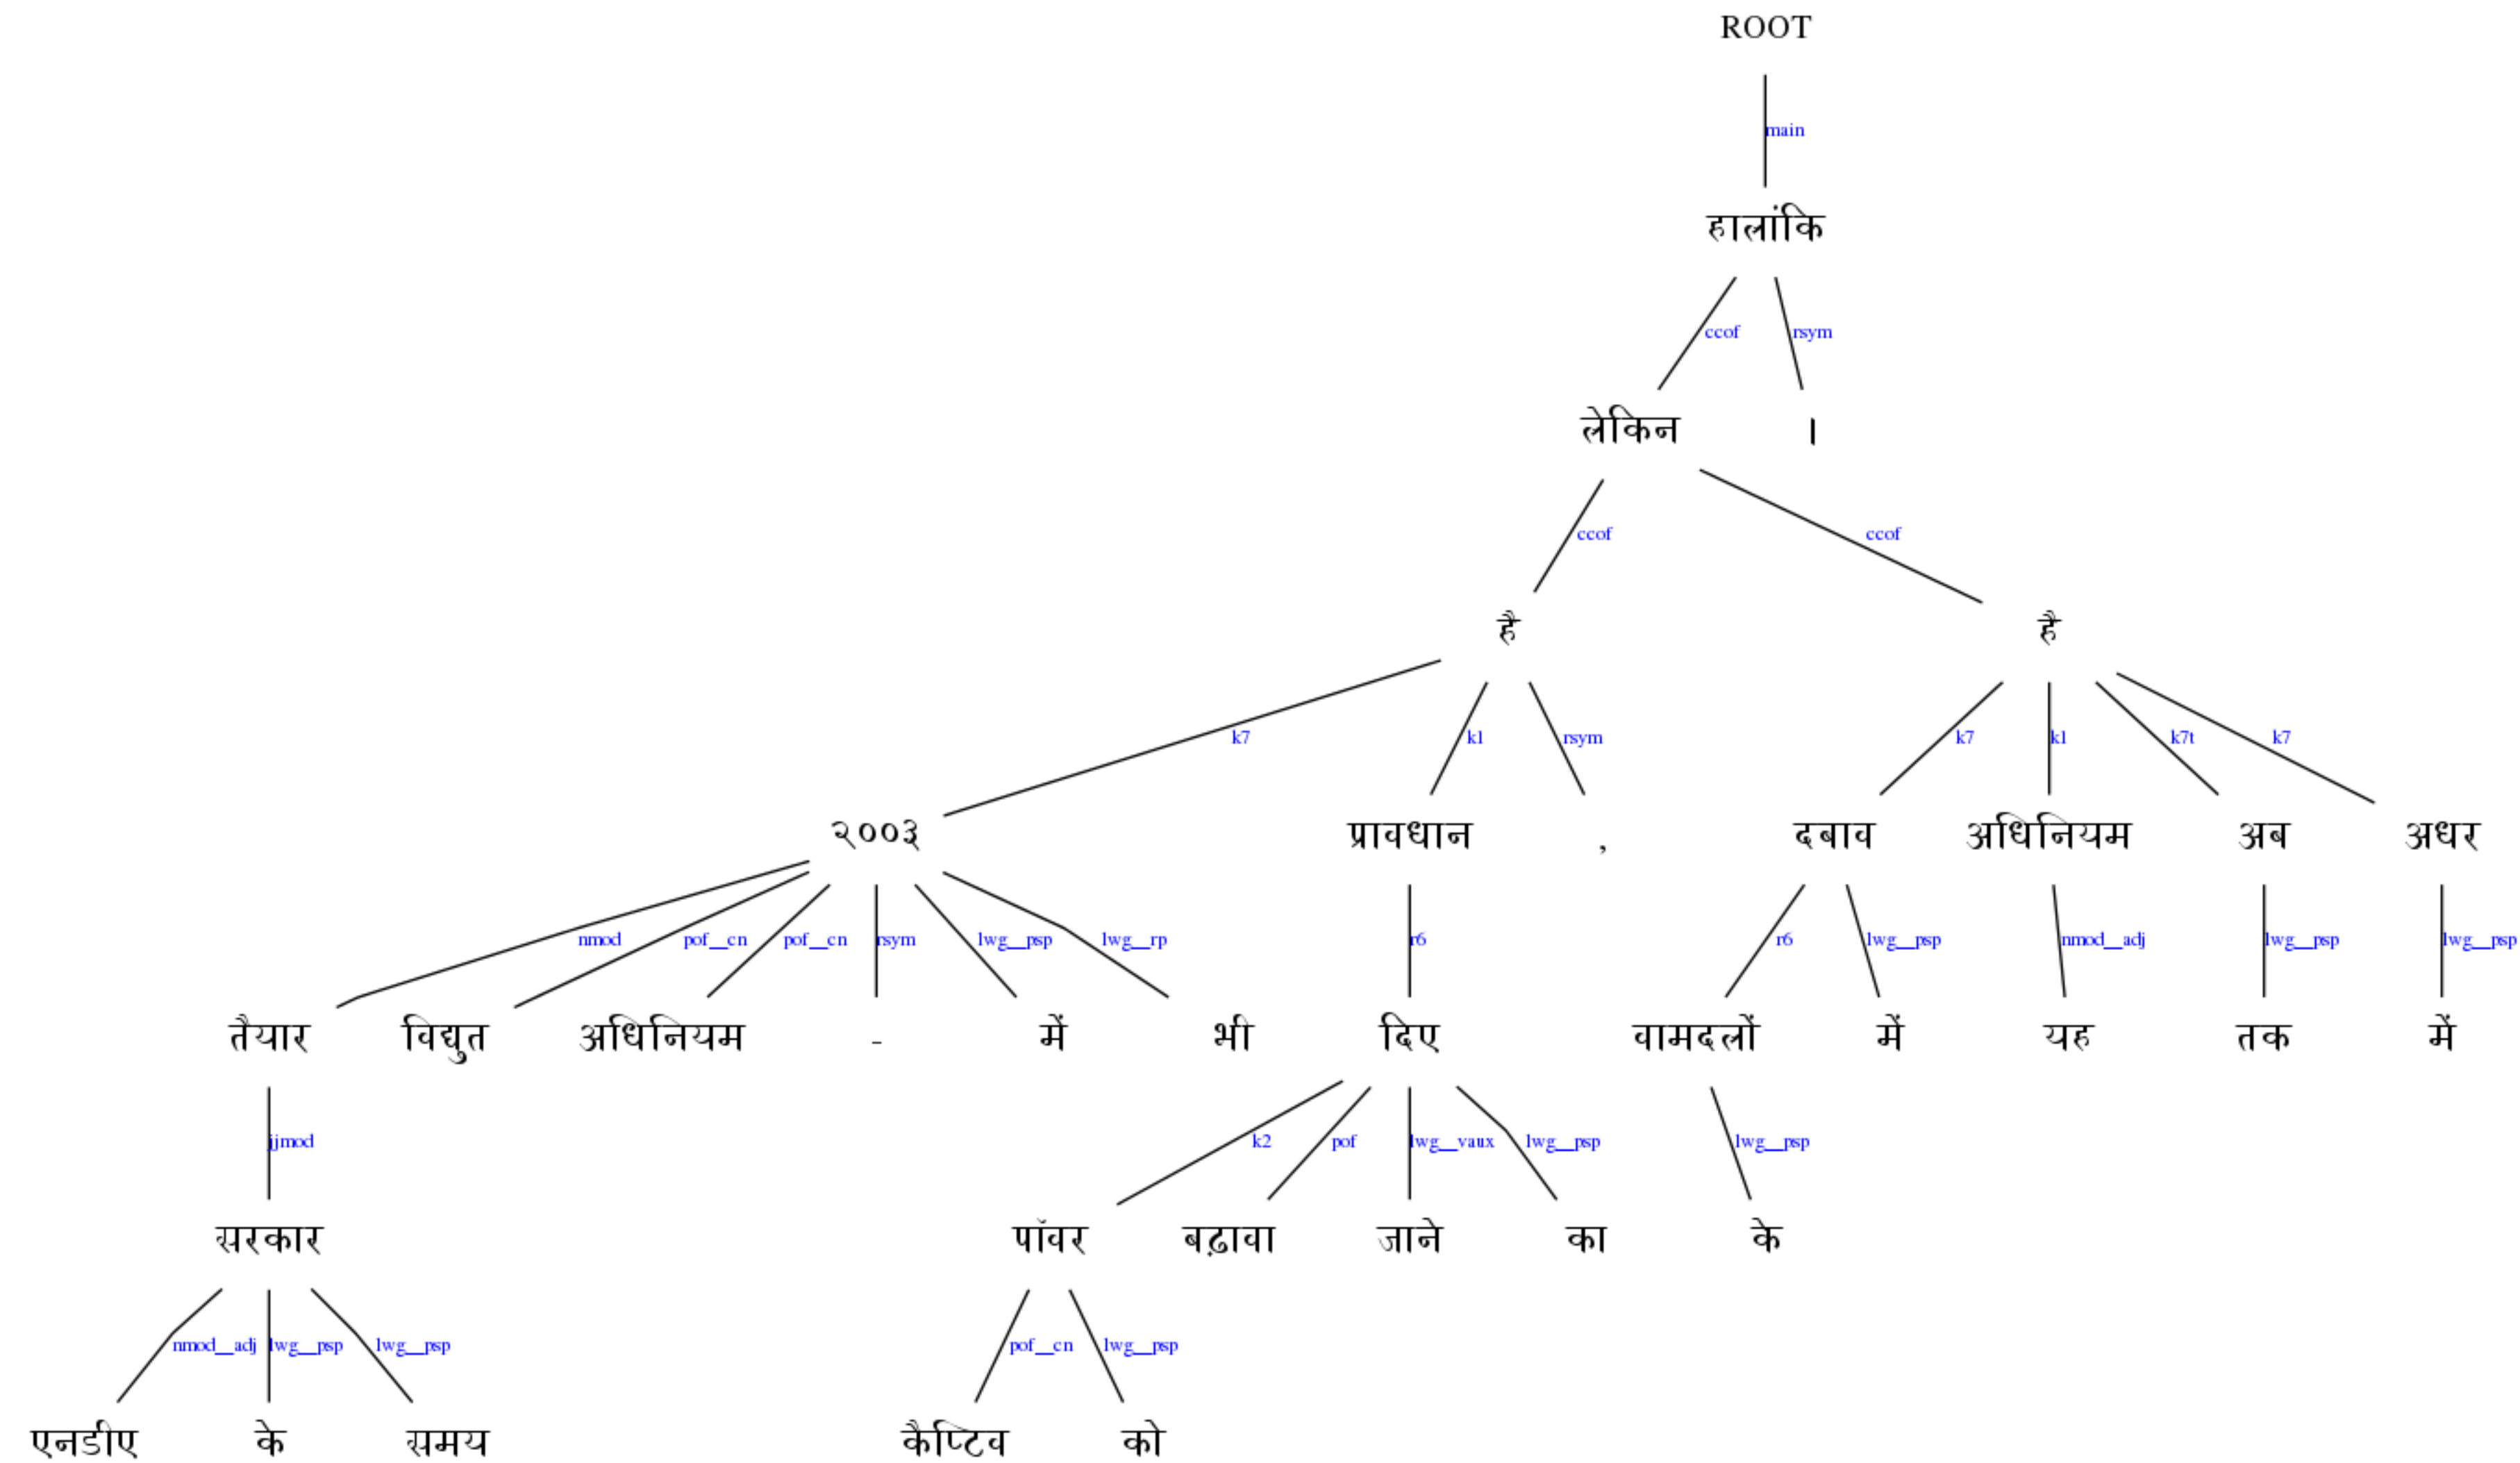 ROOT
main
हालांकि
ccof rsym
लेकिन ।
ccof ccof
है है
k7 k1 rsym k7 k1 k7t k7
२००३ प्रावधान , दबाव अधिनियम अब अधर
nmod pof__cn pof__cn rsym lwg__psp lwg__rp r6 r6 lwg__psp nmod__adj lwg__psp lwg__psp
तैयार विद्युत अधिनियम - में भी दिए वामदलों में यह तक में
jjmod k2 pof lwg__vaux lwg__psp lwg__psp
सरकार पॉवर बढ़ावा जाने का के
nmod__adj lwg__psp lwg__psp pof__cn lwg__psp
एनडीए के समय कैप्टिव को